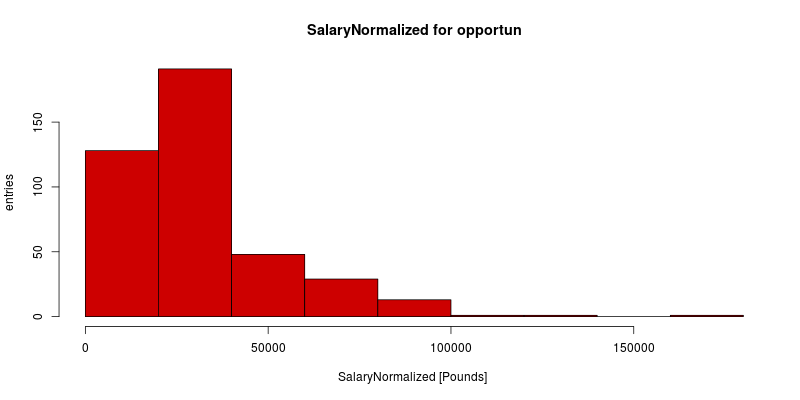 SalaryNormalized for opportun
entries
150
100
50
0
0 50000 100000 150000
SalaryNormalized [Pounds]